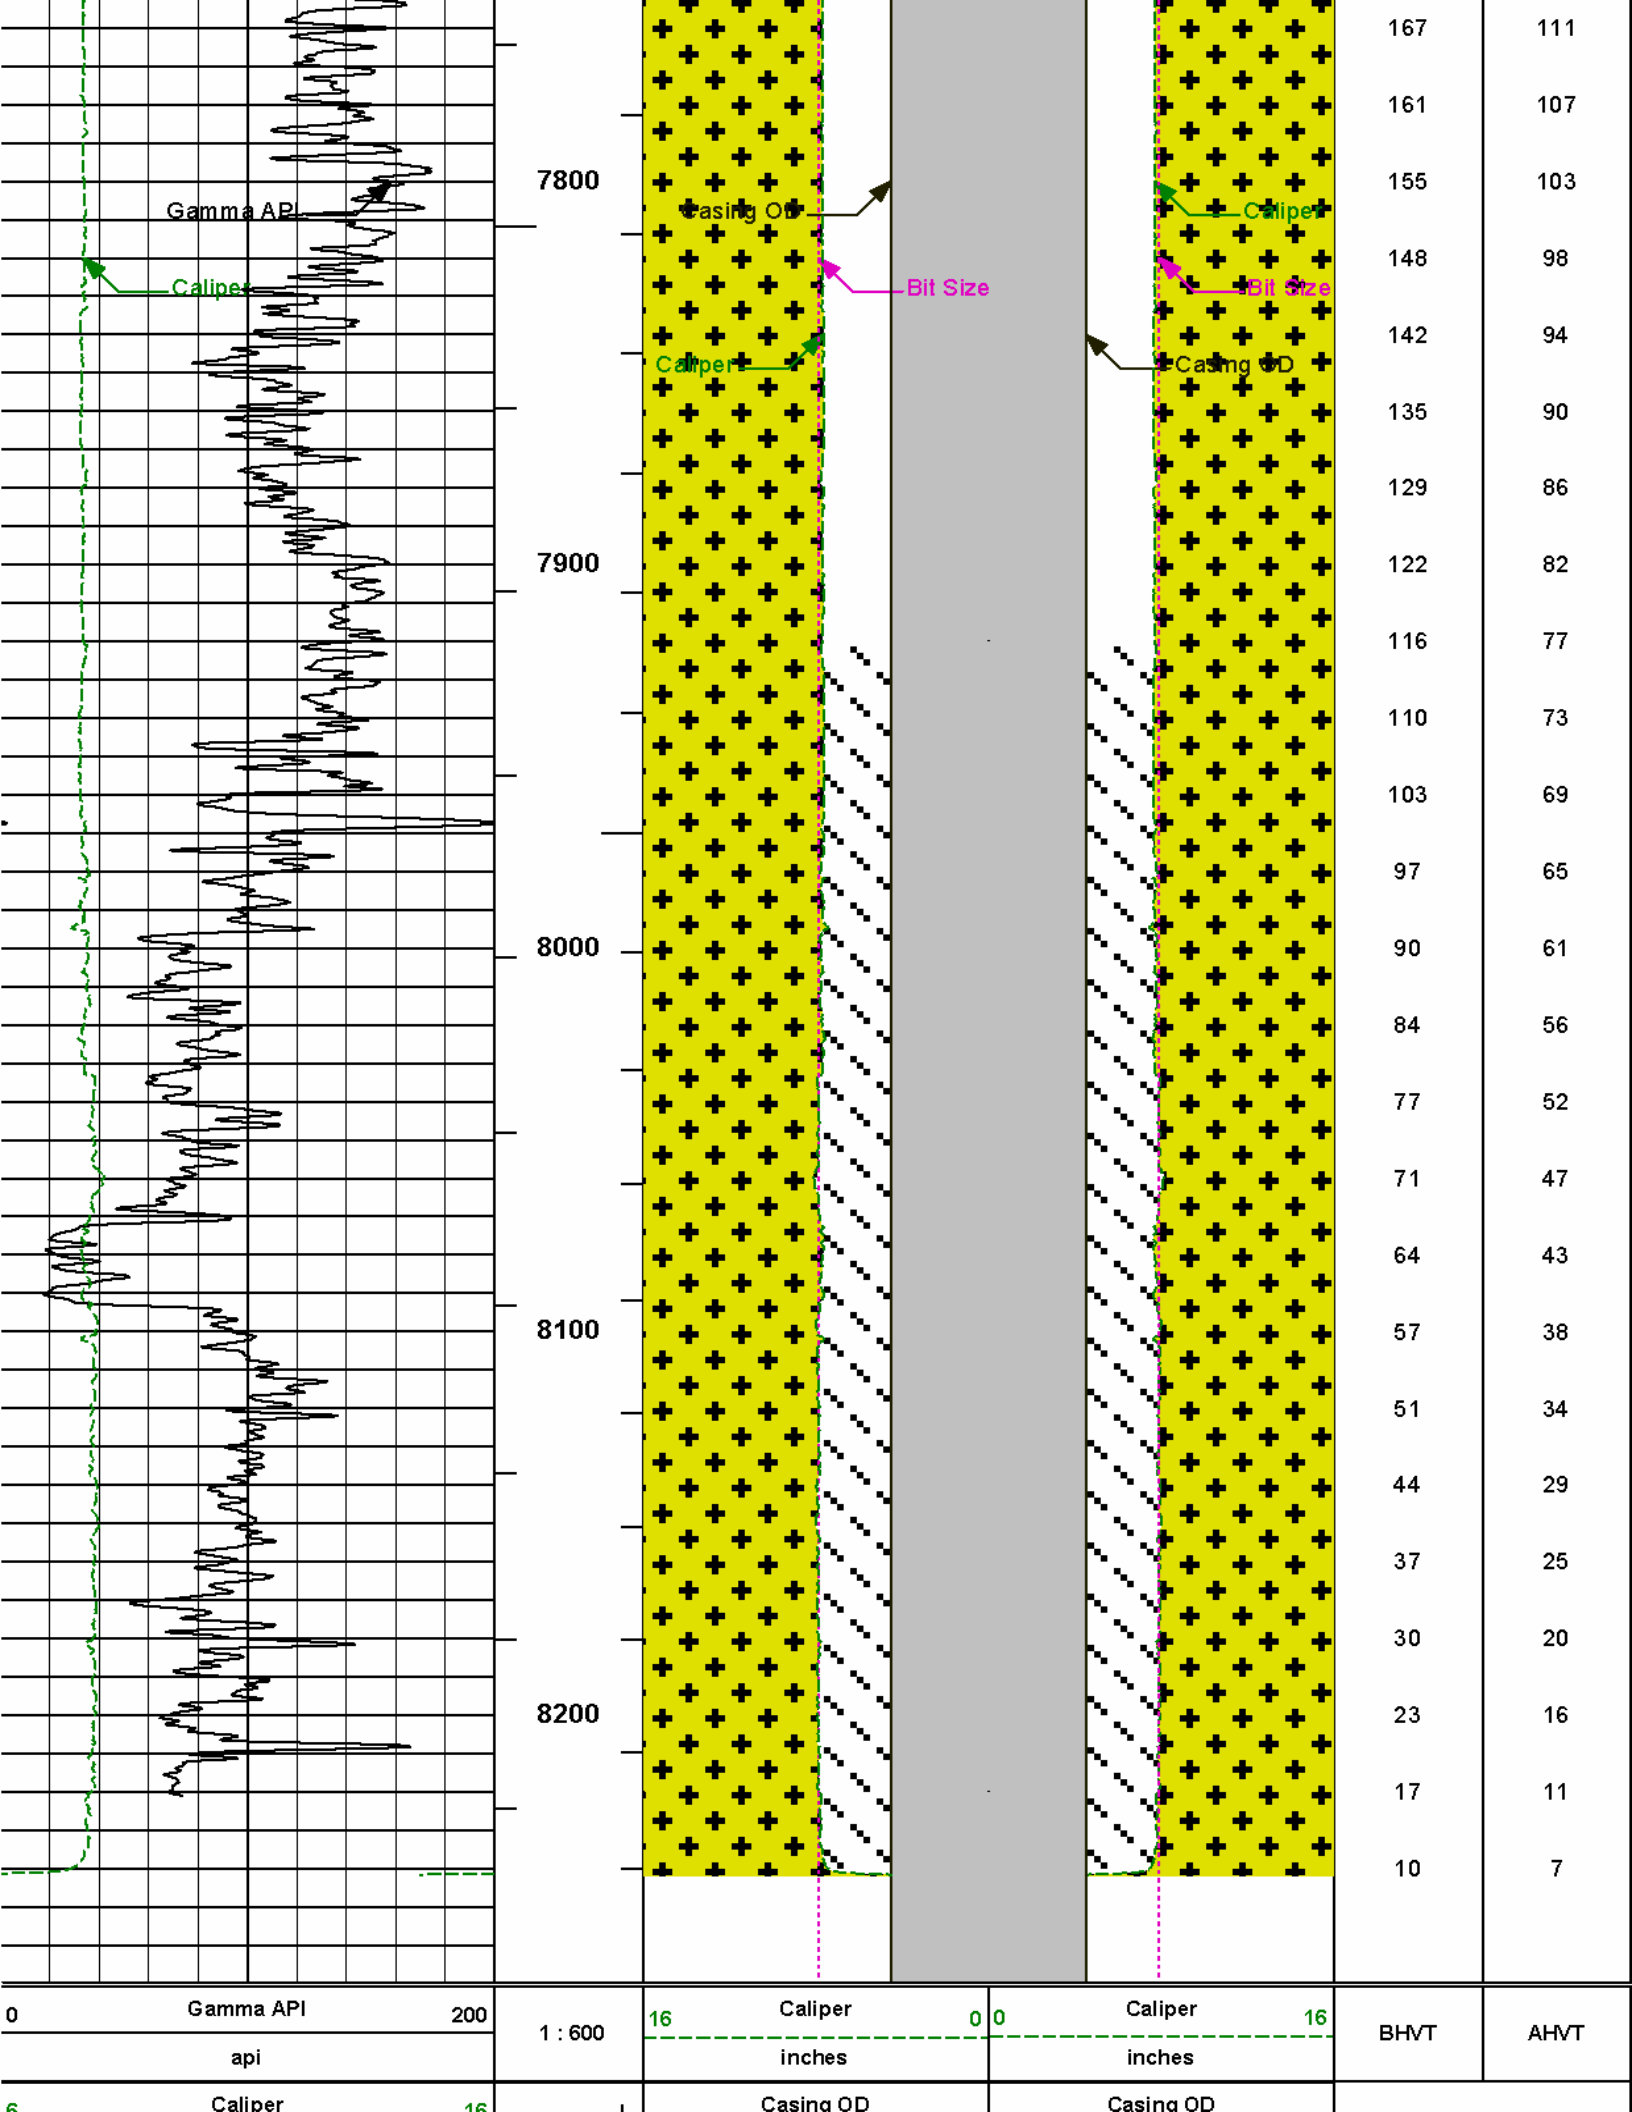 167 111
161 107
7800 155 103
Gamma API Casing OD Caliper
148 98
Caliper Bit Size Bit Size
142 94
Caliper Casing OD
135 90
129 86
7900 122 82
116 77
110 73
103 69
97 65
8000 90 61
84 56
77 52
71 47
64 43
8100 57 38
51 34
44 29
37 25
30 20
8200 23 16
17 11
10 7
0 Gamma API 200 16 Caliper 0 0 Caliper 16
1 : 600 BHVT AHVT
api inches inches
6 Caliper 16 Casing OD Casing OD